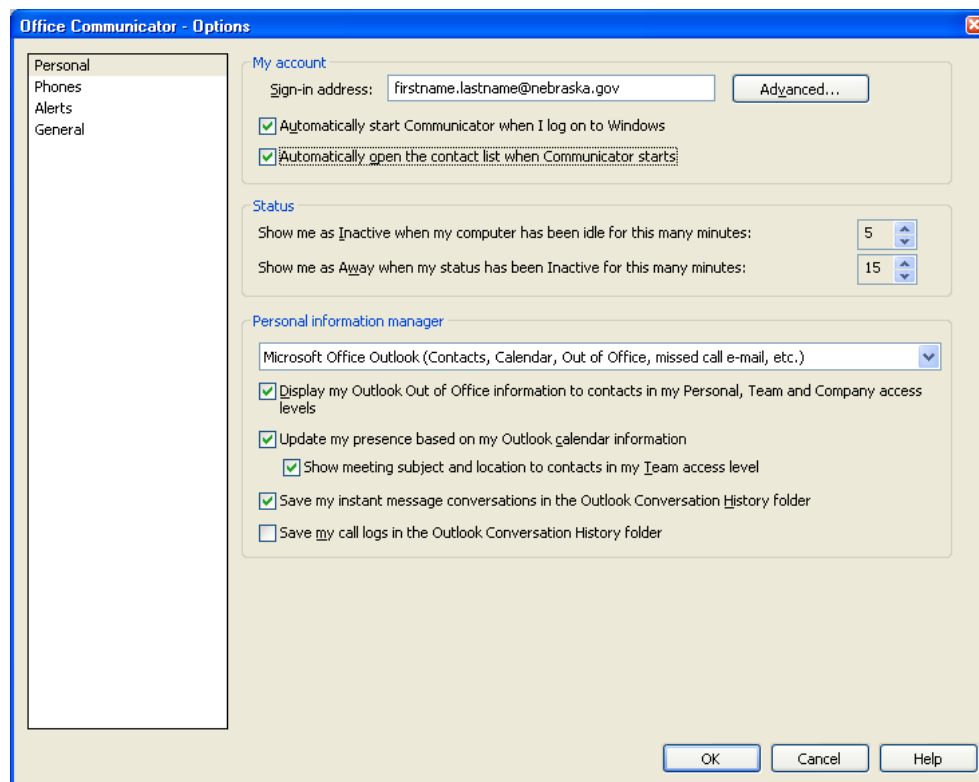 Office Communicator - Options
Personal
Phones
Alerts
General
My account
Sign-in address:
firstname.lastname@nebraska.gov
Advanced...
Automatically start Communicator when I log on to Windows
Automatically open the contact list when Communicator starts
Status
Show me as Inactive when my computer has been idle for this many minutes:
5
Show me as Away when my status has been Inactive for this many minutes:
15
Personal information manager
Microsoft Office Outlook (Contacts, Calendar, Out of Office, missed call e-mail, etc.)
Display my Outlook Out of Office information to contacts in my Personal, Team and Company access
levels
Update my presence based on my Outlook calendar information
Show meeting subject and location to contacts in my Team access level
Save my instant message conversations in the Outlook Conversation History folder
Save my call logs in the Outlook Conversation History folder
OK
Cancel
Help